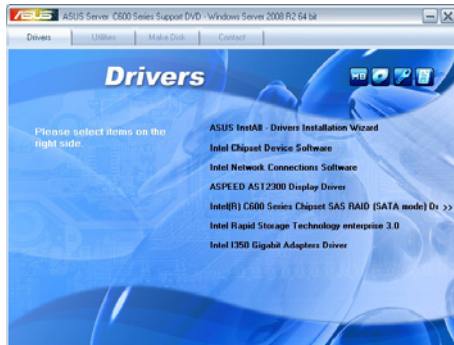 ASUS ASUS Server C600 Series Support DVD - Windows Server 2008 R2 64 bit
Drivers Utilities Make Disk Contact
Drivers
MB
Please select items on the
right side.
ASUS InstAll - Drivers Installation Wizard
Intel Chipset Device Software
Intel Network Connections Software
ASPEED AST2300 Display Driver
Intel(R) C600 Series Chipset SAS RAID (SATA mode) Dr >>
Intel Rapid Storage Technology enterprise 3.0
Intel I350 Gigabit Adapters Driver